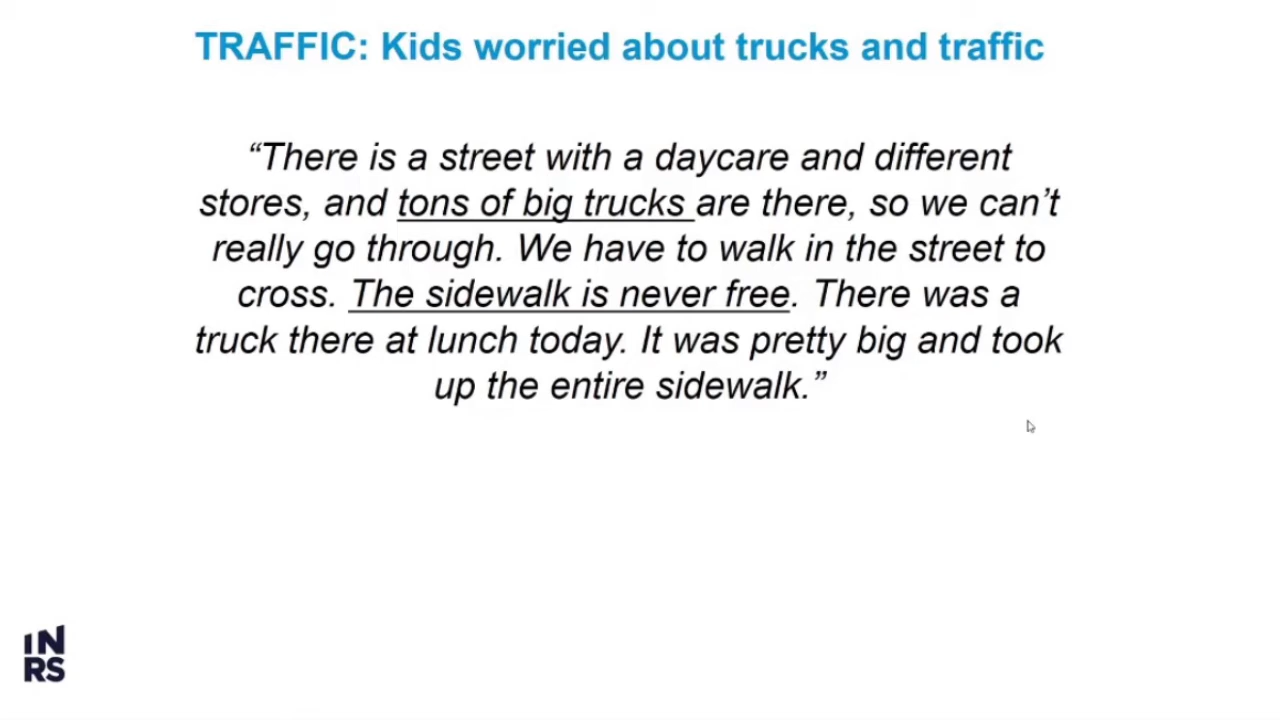 TRAFFIC: Kids worried about trucks and traffic
“There is a street with a daycare and different
stores, and tons of big trucks are there, so we can’t
really go through. We have to walk in the street to
cross. The sidewalk is never free. There was a
truck there at lunch today. It was pretty big and took
up the entire sidewalk.”
IN
RS